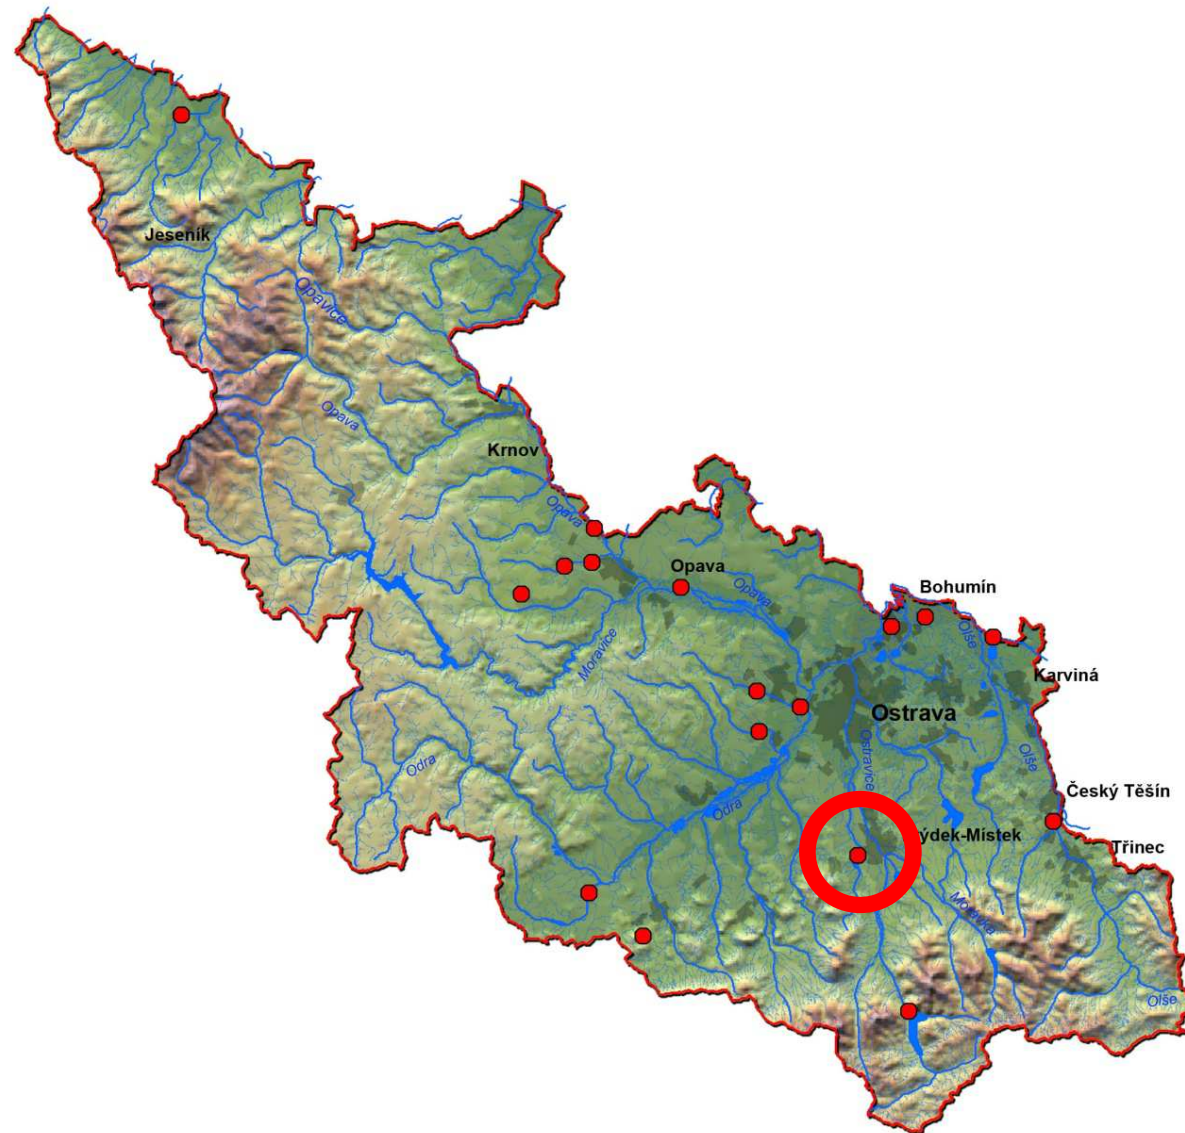 Jeseník
Opavice
Opava
Krnov
Opava
Opava
Opava
Bohumín
Olše
Moravice
Karviná
Ostrava
Ostravice
Odra
Olše
Český Těšín
Odra
ýdek-Místek
Třinec
Morávka
Olše